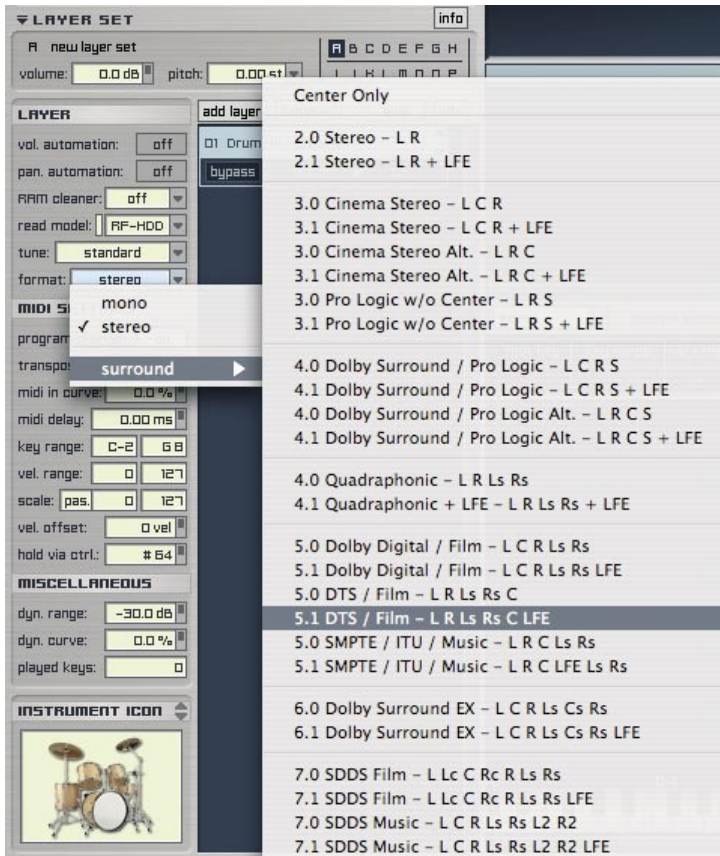 LAYER SET
info
A new layer set
A B C D E F G H
volume: 0.0 dB pitch: 0.00 st
I J K L M N O P
LAYER
add layer
vol. automation: off
01 Drum
pan. automation: off
bypass
RAM cleaner: off
read model: RF-HDD
tune: standard
format: stereo
mono
✓ stereo
surround
MIDI S
program
transpo
midi in curve: 0.0 %
midi delay: 0.00 ms
key range: C-2 G8
vel. range: 0 127
scale: pas. 0 127
vel. offset: 0 vel
hold via ctrl.: # 64
MISCELLANEOUS
dyn. range: -30.0 dB
dyn. curve: 0.0 %
played keys: 0
INSTRUMENT ICON
Center Only
2.0 Stereo – L R
2.1 Stereo – L R + LFE
3.0 Cinema Stereo – L C R
3.1 Cinema Stereo – L C R + LFE
3.0 Cinema Stereo Alt. – L R C
3.1 Cinema Stereo Alt. – L R C + LFE
3.0 Pro Logic w/o Center – L R S
3.1 Pro Logic w/o Center – L R S + LFE
4.0 Dolby Surround / Pro Logic – L C R S
4.1 Dolby Surround / Pro Logic – L C R S + LFE
4.0 Dolby Surround / Pro Logic Alt. – L R C S
4.1 Dolby Surround / Pro Logic Alt. – L R C S + LFE
4.0 Quadraphonic – L R Ls Rs
4.1 Quadraphonic + LFE – L R Ls Rs + LFE
5.0 Dolby Digital / Film – L C R Ls Rs
5.1 Dolby Digital / Film – L C R Ls Rs LFE
5.0 DTS / Film – L R Ls Rs C
5.1 DTS / Film – L R Ls Rs C LFE
5.0 SMPTE / ITU / Music – L R C Ls Rs
5.1 SMPTE / ITU / Music – L R C LFE Ls Rs
6.0 Dolby Surround EX – L C R Ls Cs Rs
6.1 Dolby Surround EX – L C R Ls Cs Rs LFE
7.0 SDDS Film – L Lc C Rc R Ls Rs
7.1 SDDS Film – L Lc C Rc R Ls Rs LFE
7.0 SDDS Music – L C R Ls Rs L2 R2
7.1 SDDS Music – L C R Ls Rs L2 R2 LFE